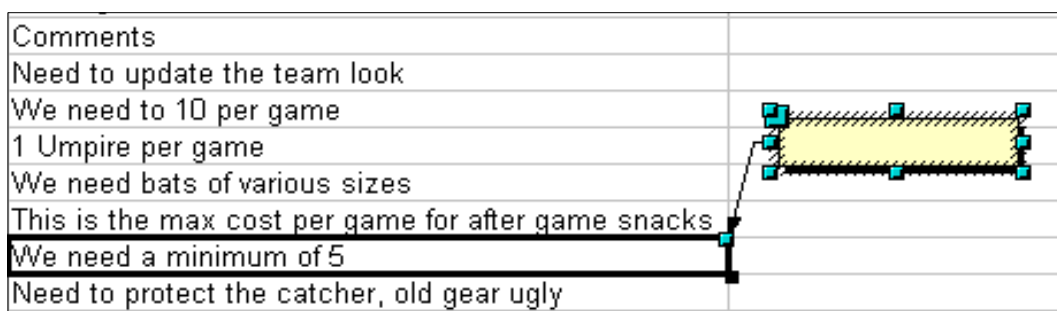 Comments
Need to update the team look
We need to 10 per game
1 Umpire per game
We need bats of various sizes
This is the max cost per game for after game snacks
We need a minimum of 5
Need to protect the catcher, old gear ugly